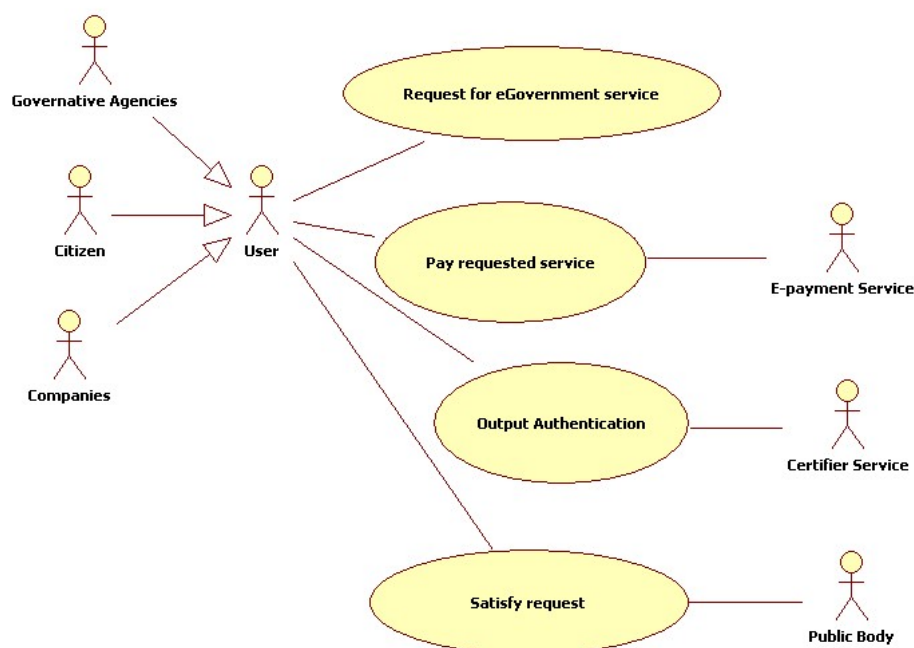 Governative Agencies
Request for eGovernment service
Citizen
User
Pay requested service
E-payment Service
Companies
Output Authentication
Certifier Service
Satisfy request
Public Body